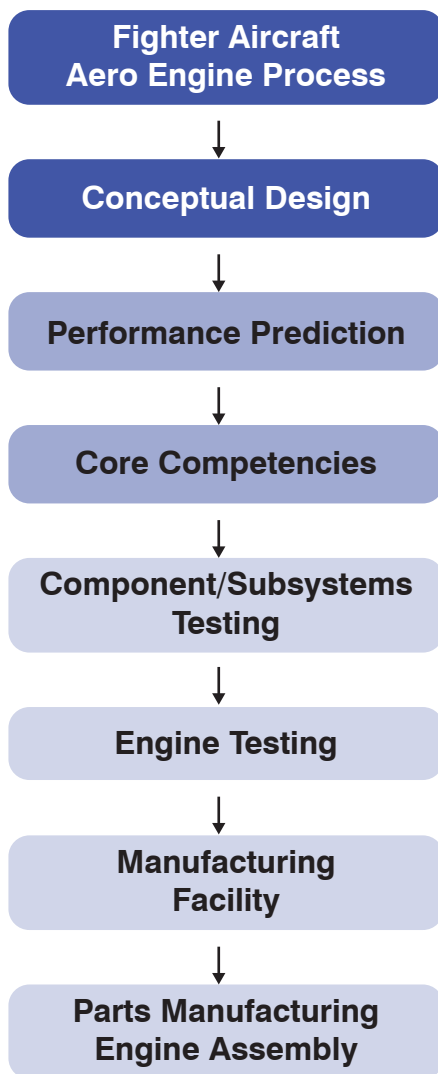 Fighter Aircraft
Aero Engine Process
Conceptual Design
Performance Prediction
Core Competencies
Component/Subsystems
Testing
Engine Testing
Manufacturing
Facility
Parts Manufacturing
Engine Assembly